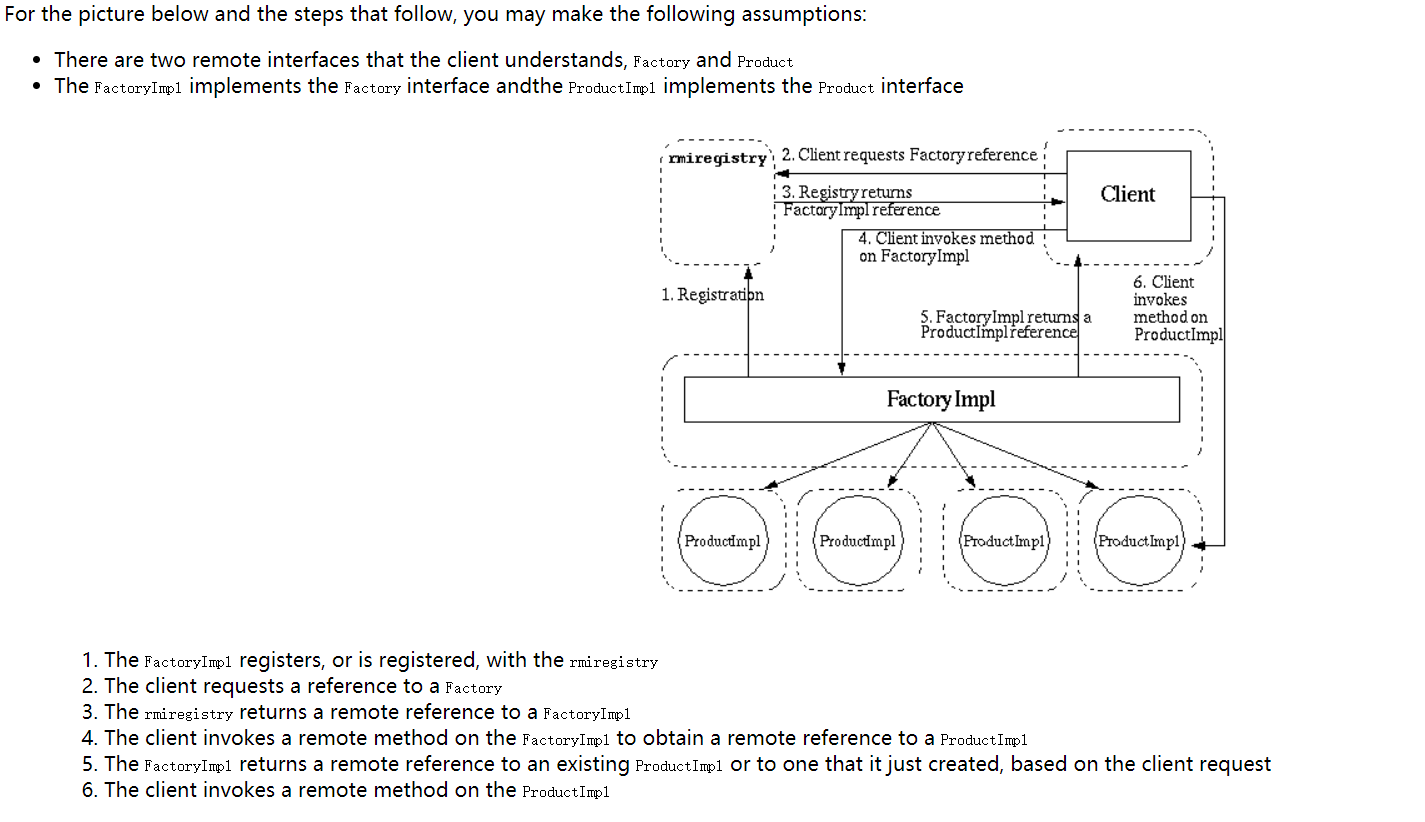 For the picture below and the steps that follow, you may make the following assumptions:
• There are two remote interfaces that the client understands, Factory and Product
• The FactoryImpl implements the Factory interface andthe ProductImpl implements the Product interface
rmiregistry
2. Client requests Factory reference
3. Registry returns
FactoryImpl reference
Client
4. Client invokes method
on FactoryImpl
1. Registration
5. FactoryImpl returns a
ProductImpl reference
6. Client
invokes
method on
ProductImpl
Factory Impl
ProductImpl
ProductImpl
ProductImpl
ProductImpl
1. The FactoryImpl registers, or is registered, with the rmiregistry
2. The client requests a reference to a Factory
3. The rmiregistry returns a remote reference to a FactoryImpl
4. The client invokes a remote method on the FactoryImpl to obtain a remote reference to a ProductImpl
5. The FactoryImpl returns a remote reference to an existing ProductImpl or to one that it just created, based on the client request
6. The client invokes a remote method on the ProductImpl